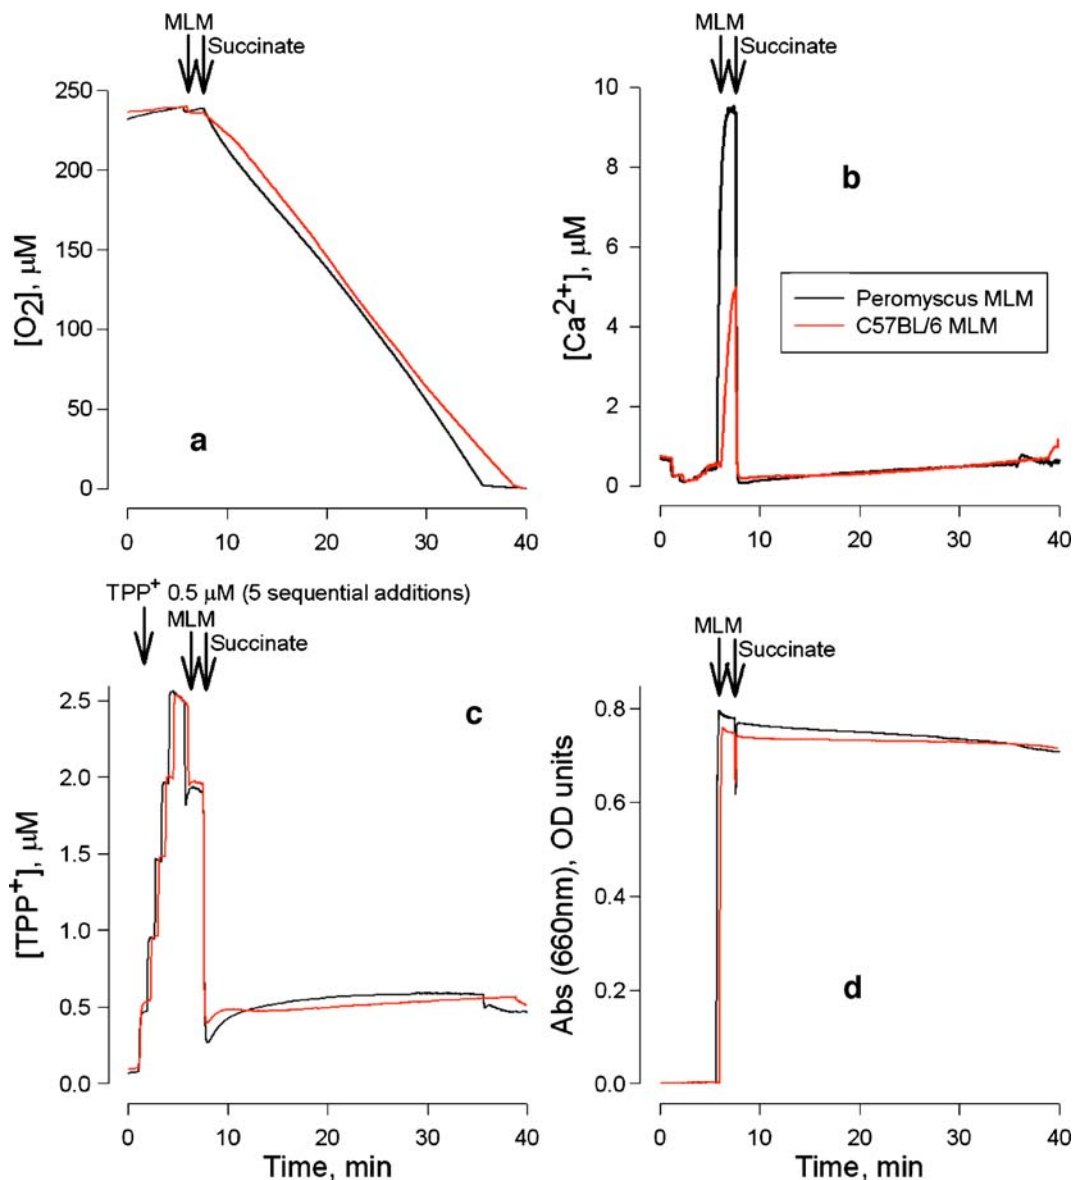 MLM
Succinate
250
200
150
100
50
0
[O2], µM
a
0 10 20 30 40
MLM
Succinate
10
8
6
4
2
0
[Ca2+], µM
b
Peromyscus MLM
C57BL/6 MLM
0 10 20 30 40
TPP+ 0.5 µM (5 sequential additions)
MLM
Succinate
2.5
2.0
1.5
1.0
0.5
0.0
[TPP+], µM
c
0 10 20 30 40
Time, min
MLM
Succinate
0.8
0.6
0.4
0.2
0.0
Abs (660nm), OD units
d
0 10 20 30 40
Time, min